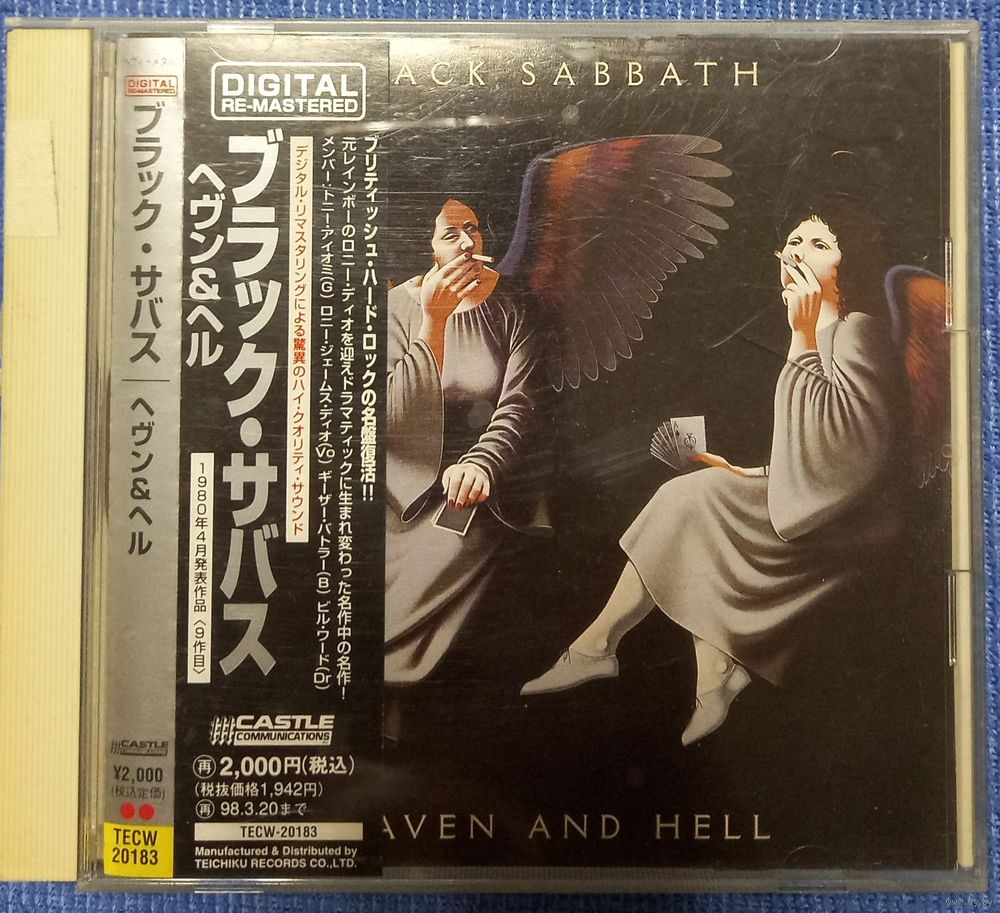 ヘヴィ・メタル
DIGITAL
RE-MASTERED
ブラック・サバス
ヘヴン&ヘル
CASTLE
COMMUNICATIONS
¥2,000
(税込定価)
TECW
20183
DIGITAL
RE-MASTERED
ブリティッシュ・ハード・ロックの名盤復活!!
元レインボーのロニー・ディオを迎えドラマティックに生まれ変わった名作中の名作!
メンバー:トニー・アイオミ(G) ロニー・ジェームス・ディオ(Vo) ギーザー・バトラー(B) ビル・ワード(Dr)
デジタル・リマスタリングによる驚異のハイ・クオリティ・サウンド
ブラック・サバス
ヘヴン&ヘル
1980年4月発表作品〈9作目〉
CASTLE
COMMUNICATIONS
再 2,000円(税込)
(税抜価格1,942円)
再 98.3.20まで
TECW-20183
Manufactured & Distributed by
TEICHIKU RECORDS CO.,LTD.
ACK SABBATH
A
AVEN AND HELL